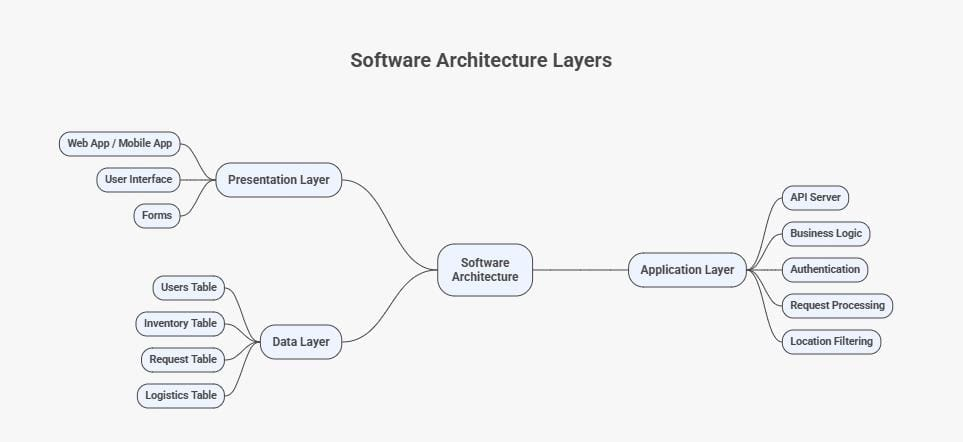 Software Architecture Layers
Web App / Mobile App
User Interface
Forms
Presentation Layer
Users Table
Inventory Table
Request Table
Logistics Table
Data Layer
Software
Architecture
Application Layer
API Server
Business Logic
Authentication
Request Processing
Location Filtering